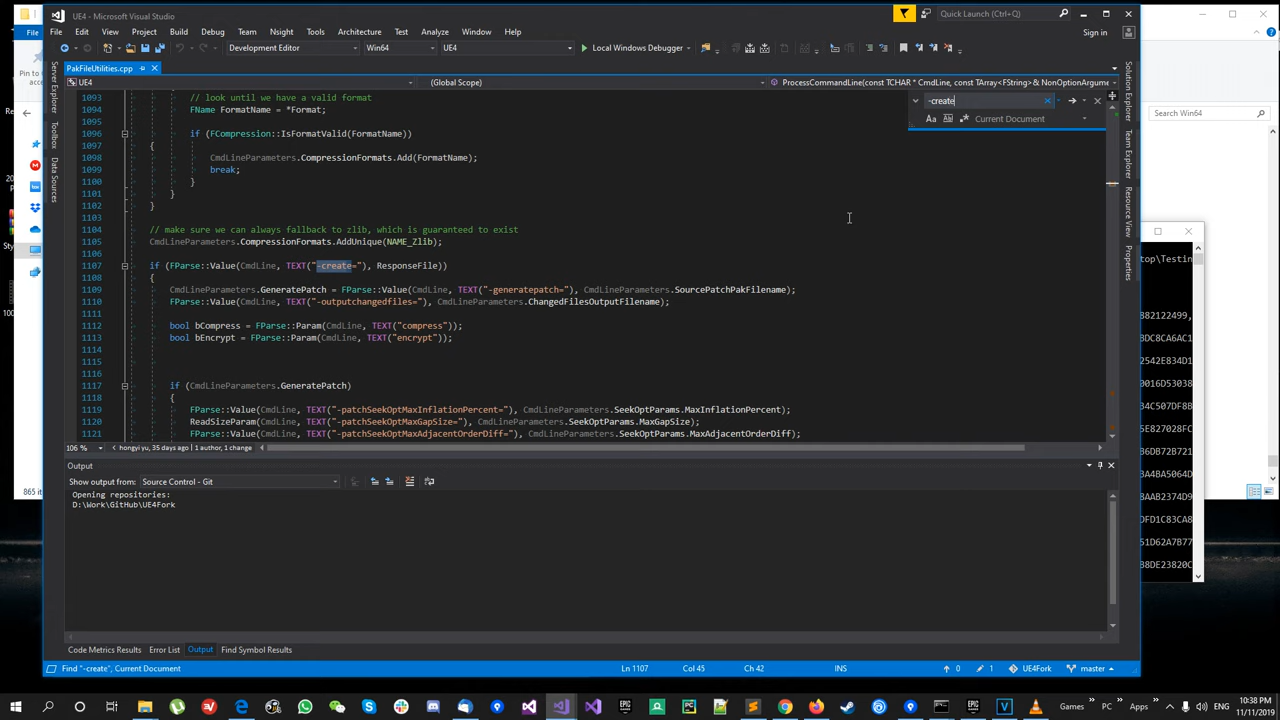 UE4 - Microsoft Visual Studio
Quick Launch (Ctrl+Q)
File Edit View Project Build Debug Team Night Tools Architecture Test Analyze Window Help
Sign in
Development Editor Win64 UE4 Local Windows Debugger
PakFileUtilities.cpp
UE4 (Global Scope) ProcessCommandLine(const TCHAR * CmdLine, const TArray<FString>& NonOptionArgume
-create
Aa Current Document
1093 // look until we have a valid format
1094 FName FormatName = *Format;
1095
1096 if (FCompression::IsFormatValid(FormatName))
1097 {
1098 CmdLineParameters.CompressionFormats.Add(FormatName);
1099 break;
1100 }
1101 }
1102 }
1103
1104 // make sure we can always fallback to zlib, which is guaranteed to exist
1105 CmdLineParameters.CompressionFormats.AddUnique(NAME_Zlib);
1106
1107 if (FParse::Value(CmdLine, TEXT("-create="), ResponseFile))
1108 {
1109 CmdLineParameters.GeneratePatch = FParse::Value(CmdLine, TEXT("-generatepatch="), CmdLineParameters.SourcePatchPakFilename);
1110 FParse::Value(CmdLine, TEXT("-outputchangedfiles="), CmdLineParameters.ChangedFilesOutputFilename);
1111
1112 bool bCompress = FParse::Param(CmdLine, TEXT("compress"));
1113 bool bEncrypt = FParse::Param(CmdLine, TEXT("encrypt"));
1114
1115
1116
1117 if (CmdLineParameters.GeneratePatch)
1118 {
1119 FParse::Value(CmdLine, TEXT("-patchSeekOptMaxInflationPercent="), CmdLineParameters.SeekOptParams.MaxInflationPercent);
1120 ReadSizeParam(CmdLine, TEXT("-patchSeekOptMaxGapSize="), CmdLineParameters.SeekOptParams.MaxGapSize);
1121 FParse::Value(CmdLine, TEXT("-patchSeekOptMaxAdjacentOrderDiff="), CmdLineParameters.SeekOptParams.MaxAdjacentOrderDiff);
106 % hongyi yu, 35 days ago | 1 author, 1 change
Output
Show output from: Source Control - Git
Opening repositories:
D:\Work\GitHub\UE4Fork
Code Metrics Results Error List Output Find Symbol Results
Find "-create", Current Document Ln 1107 Col 45 Ch 42 INS 0 1 UE4Fork master
Server Explorer
Toolbox
Data Sources
Solution Explorer
Team Explorer
Resource View
Properties
File
Pin to
865 it
Search Win64
top\Testin
882122499,
3DC8CA6AC1
2542E834D1
0016D53038
34C507DF8B
5E827028FC
B6DB72B721
3A4BA5064D
8AAB2374D9
DFD1C83CA8
51D62A7B77
38DE23820C
Games PC Apps
10:38 PM
11/11/2019